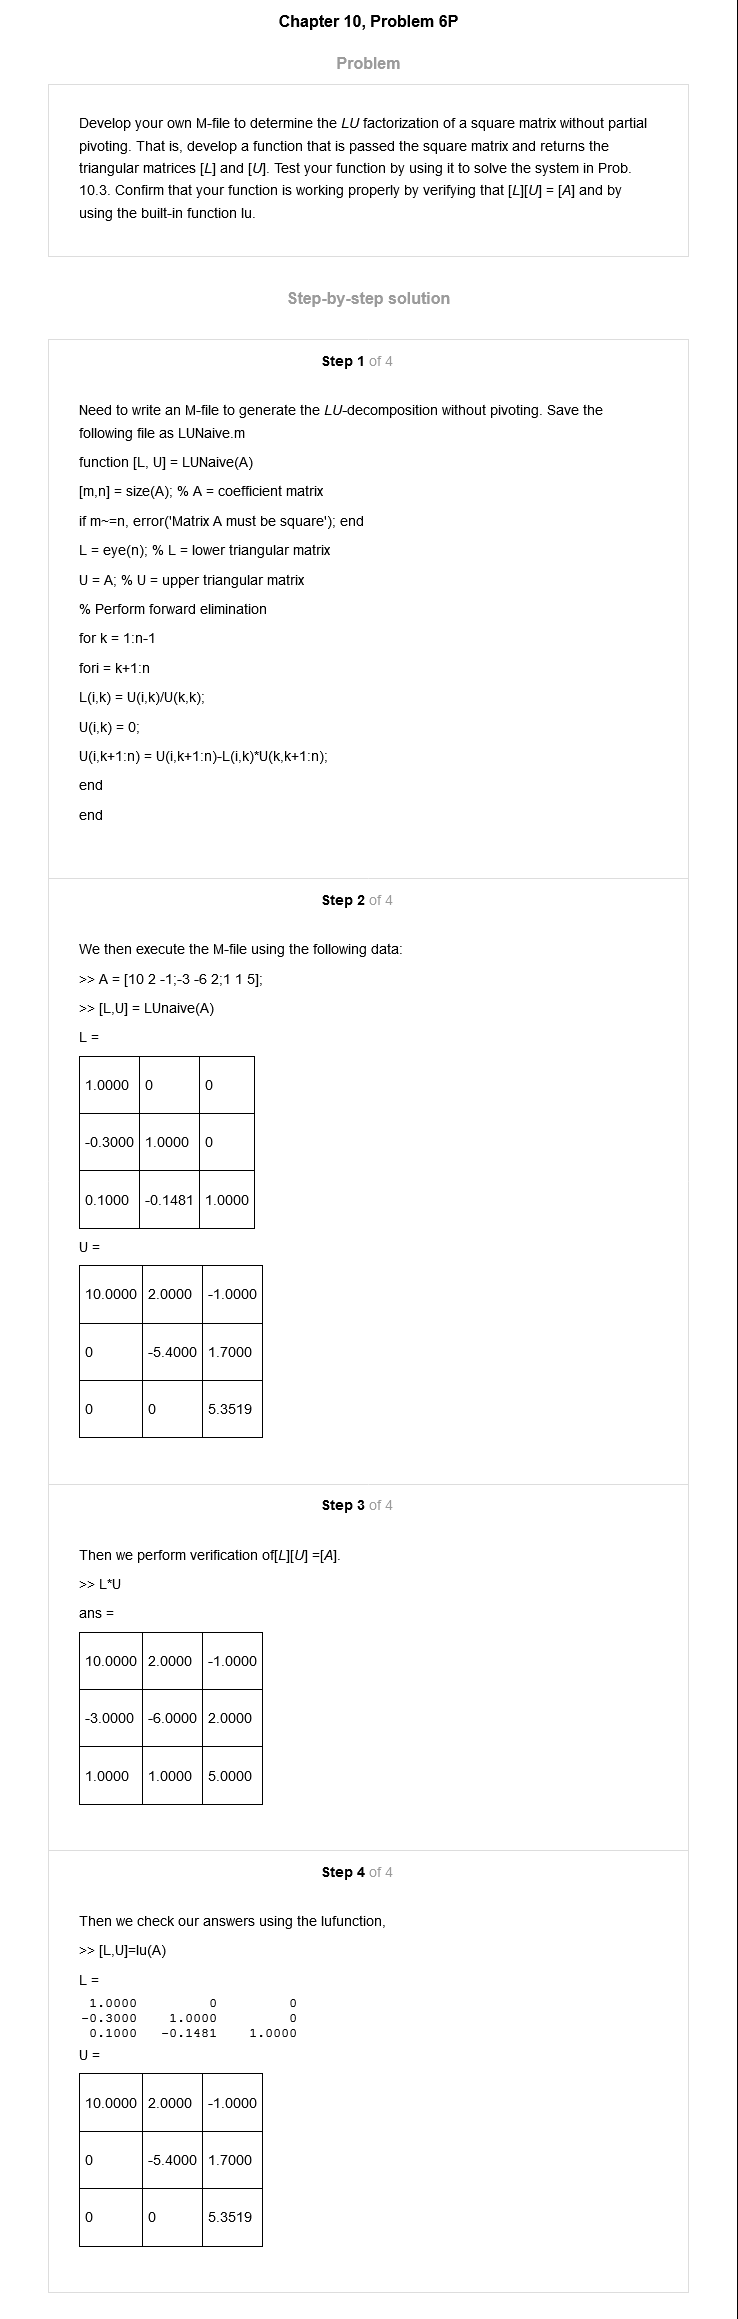 Chapter 10, Problem 6P
Problem
Develop your own M-file to determine the LU factorization of a square matrix without partial
pivoting. That is, develop a function that is passed the square matrix and returns the
triangular matrices [L] and [U]. Test your function by using it to solve the system in Prob.
10.3. Confirm that your function is working properly by verifying that [L][U] = [A] and by
using the built-in function lu.
Step-by-step solution
Step 1 of 4
Need to write an M-file to generate the LU-decomposition without pivoting. Save the
following file as LUNaive.m
function [L, U] = LUNaive(A)
[m,n] = size(A); % A = coefficient matrix
if m~=n, error('Matrix A must be square'); end
L = eye(n); % L = lower triangular matrix
U = A; % U = upper triangular matrix
% Perform forward elimination
for k = 1:n-1
fori = k+1:n
L(i,k) = U(i,k)/U(k,k);
U(i,k) = 0;
U(i,k+1:n) = U(i,k+1:n)-L(i,k)*U(k,k+1:n);
end
end
Step 2 of 4
We then execute the M-file using the following data:
>> A = [10 2 -1;-3 -6 2;1 1 5];
>> [L,U] = LUnaive(A)
L =
1.0000 0 0
-0.3000 1.0000 0
0.1000 -0.1481 1.0000
U =
10.0000 2.0000 -1.0000
0 -5.4000 1.7000
0 0 5.3519
Step 3 of 4
Then we perform verification of[L][U] =[A].
>> L*U
ans =
10.0000 2.0000 -1.0000
-3.0000 -6.0000 2.0000
1.0000 1.0000 5.0000
Step 4 of 4
Then we check our answers using the lufunction,
>> [L,U]=lu(A)
L =
1.0000 0 0
-0.3000 1.0000 0
0.1000 -0.1481 1.0000
U =
10.0000 2.0000 -1.0000
0 -5.4000 1.7000
0 0 5.3519